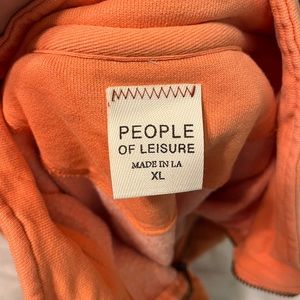 PEOPLE
OF LEISURE
MADE IN LA
XL